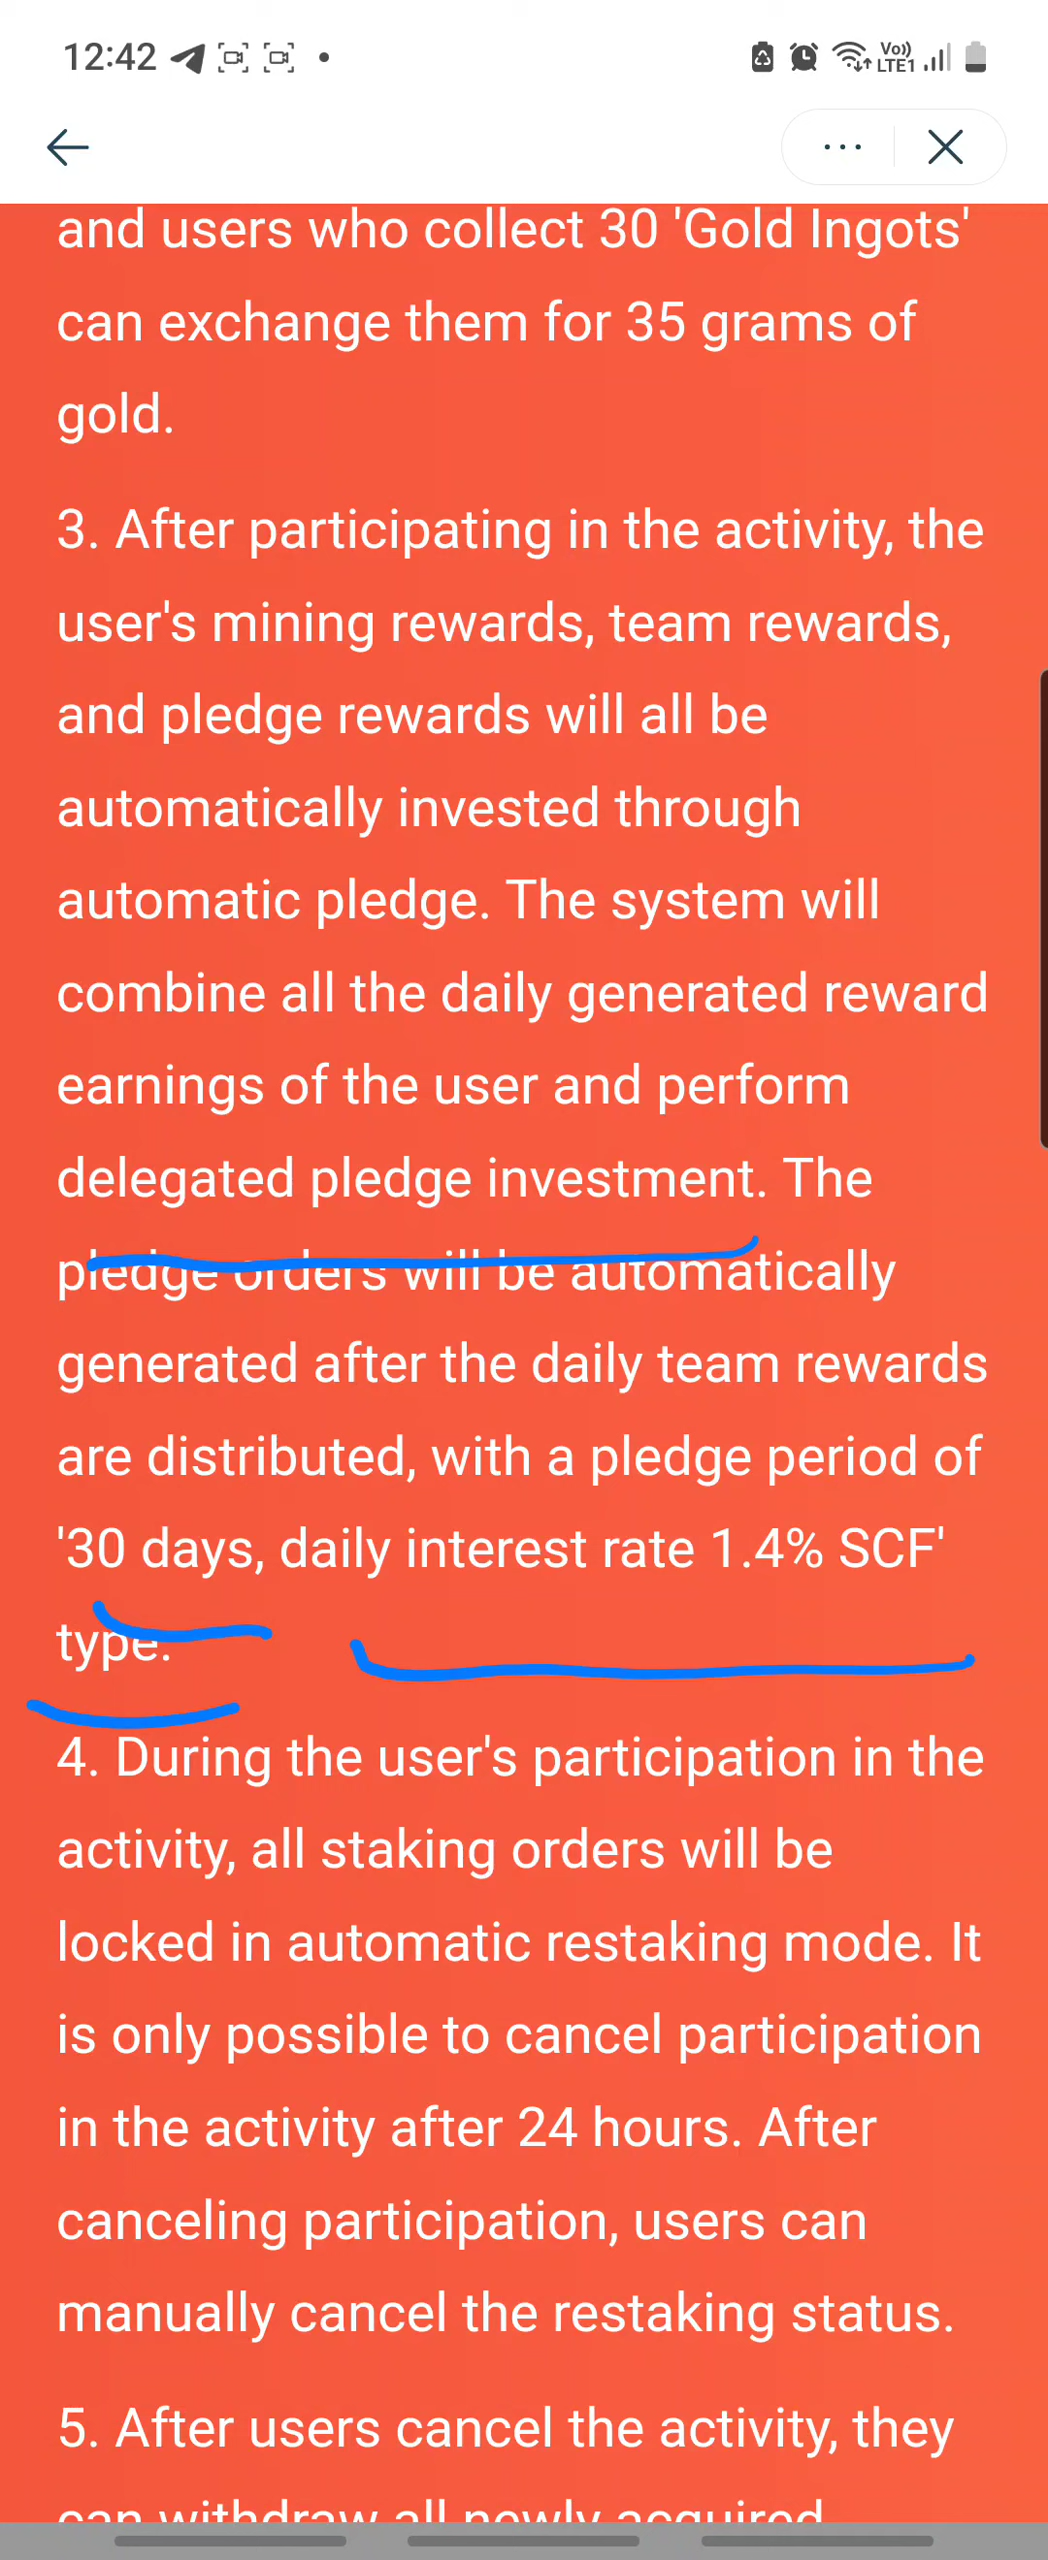 12:42
Vo))
LTE1
and users who collect 30 'Gold Ingots'
can exchange them for 35 grams of
gold.
3. After participating in the activity, the
user's mining rewards, team rewards,
and pledge rewards will all be
automatically invested through
automatic pledge. The system will
combine all the daily generated reward
earnings of the user and perform
delegated pledge investment. The
pledge orders will be automatically
generated after the daily team rewards
are distributed, with a pledge period of
'30 days, daily interest rate 1.4% SCF'
type.
4. During the user's participation in the
activity, all staking orders will be
locked in automatic restaking mode. It
is only possible to cancel participation
in the activity after 24 hours. After
canceling participation, users can
manually cancel the restaking status.
5. After users cancel the activity, they
can withdraw all newly acquired